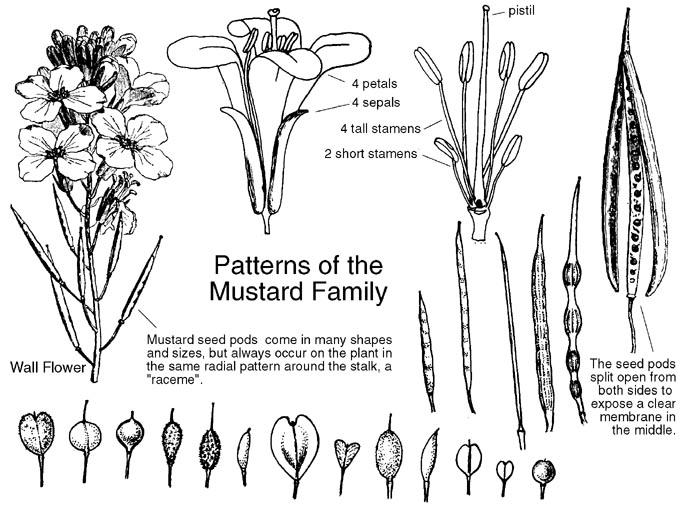 pistil
4 petals
4 sepals
4 tall stamens
2 short stamens
Patterns of the
Mustard Family
Wall Flower
Mustard seed pods come in many shapes
and sizes, but always occur on the plant in
the same radial pattern around the stalk, a
"raceme".
The seed pods
split open from
both sides to
expose a clear
membrane in
the middle.